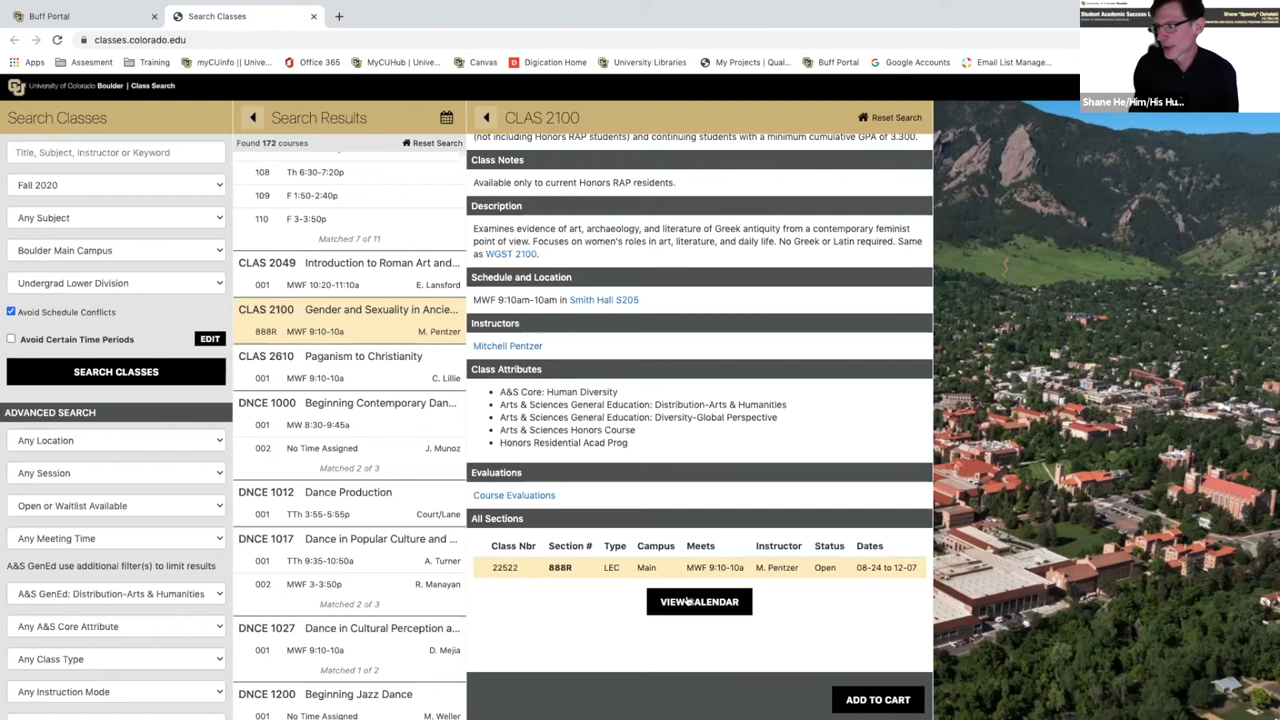 Buff Portal
Search Classes
classes.colorado.edu
Apps
Assesment
Training
myCUinfo || Unive...
Office 365
MyCUHub | Unive...
Canvas
Digication Home
University Libraries
My Projects | Qual...
Buff Portal
Google Accounts
Email List Manage...
University of Colorado Boulder | Class Search
Student Academic Success
Shane He/Him/His Hu...
Search Classes
Title, Subject, Instructor or Keyword
Fall 2020
Any Subject
Boulder Main Campus
Undergrad Lower Division
Avoid Schedule Conflicts
Avoid Certain Time Periods
EDIT
SEARCH CLASSES
ADVANCED SEARCH
Any Location
Any Session
Open or Waitlist Available
Any Meeting Time
A&S GenEd use additional filter(s) to limit results
A&S GenEd: Distribution-Arts & Humanities
Any A&S Core Attribute
Any Class Type
Any Instruction Mode
Search Results
Found 172 courses
Reset Search
108 Th 6:30-7:20p
109 F 1:50-2:40p
110 F 3-3:50p
Matched 7 of 11
CLAS 2049 Introduction to Roman Art and...
001 MWF 10:20-11:10a E. Lansford
CLAS 2100 Gender and Sexuality in Ancie...
888R MWF 9:10-10a M. Pentzer
CLAS 2610 Paganism to Christianity
001 MWF 9:10-10a C. Lillie
DNCE 1000 Beginning Contemporary Dan...
001 MW 8:30-9:45a
002 No Time Assigned J. Munoz
Matched 2 of 3
DNCE 1012 Dance Production
001 TTh 3:55-5:55p Court/Lane
DNCE 1017 Dance in Popular Culture and ...
001 TTh 9:35-10:50a A. Turner
002 MWF 3-3:50p R. Manayan
Matched 2 of 3
DNCE 1027 Dance in Cultural Perception a...
001 MWF 9:10-10a D. Mejia
Matched 1 of 2
DNCE 1200 Beginning Jazz Dance
001 No Time Assigned M. Weller
CLAS 2100
Reset Search
(not including Honors RAP students) and continuing students with a minimum cumulative GPA of 3.300.
Class Notes
Available only to current Honors RAP residents.
Description
Examines evidence of art, archaeology, and literature of Greek antiquity from a contemporary feminist
point of view. Focuses on women's roles in art, literature, and daily life. No Greek or Latin required. Same
as WGST 2100.
Schedule and Location
MWF 9:10am-10am in Smith Hall S205
Instructors
Mitchell Pentzer
Class Attributes
• A&S Core: Human Diversity
• Arts & Sciences General Education: Distribution-Arts & Humanities
• Arts & Sciences General Education: Diversity-Global Perspective
• Arts & Sciences Honors Course
• Honors Residential Acad Prog
Evaluations
Course Evaluations
All Sections
Class Nbr Section # Type Campus Meets Instructor Status Dates
22522 888R LEC Main MWF 9:10-10a M. Pentzer Open 08-24 to 12-07
VIEW CALENDAR
ADD TO CART